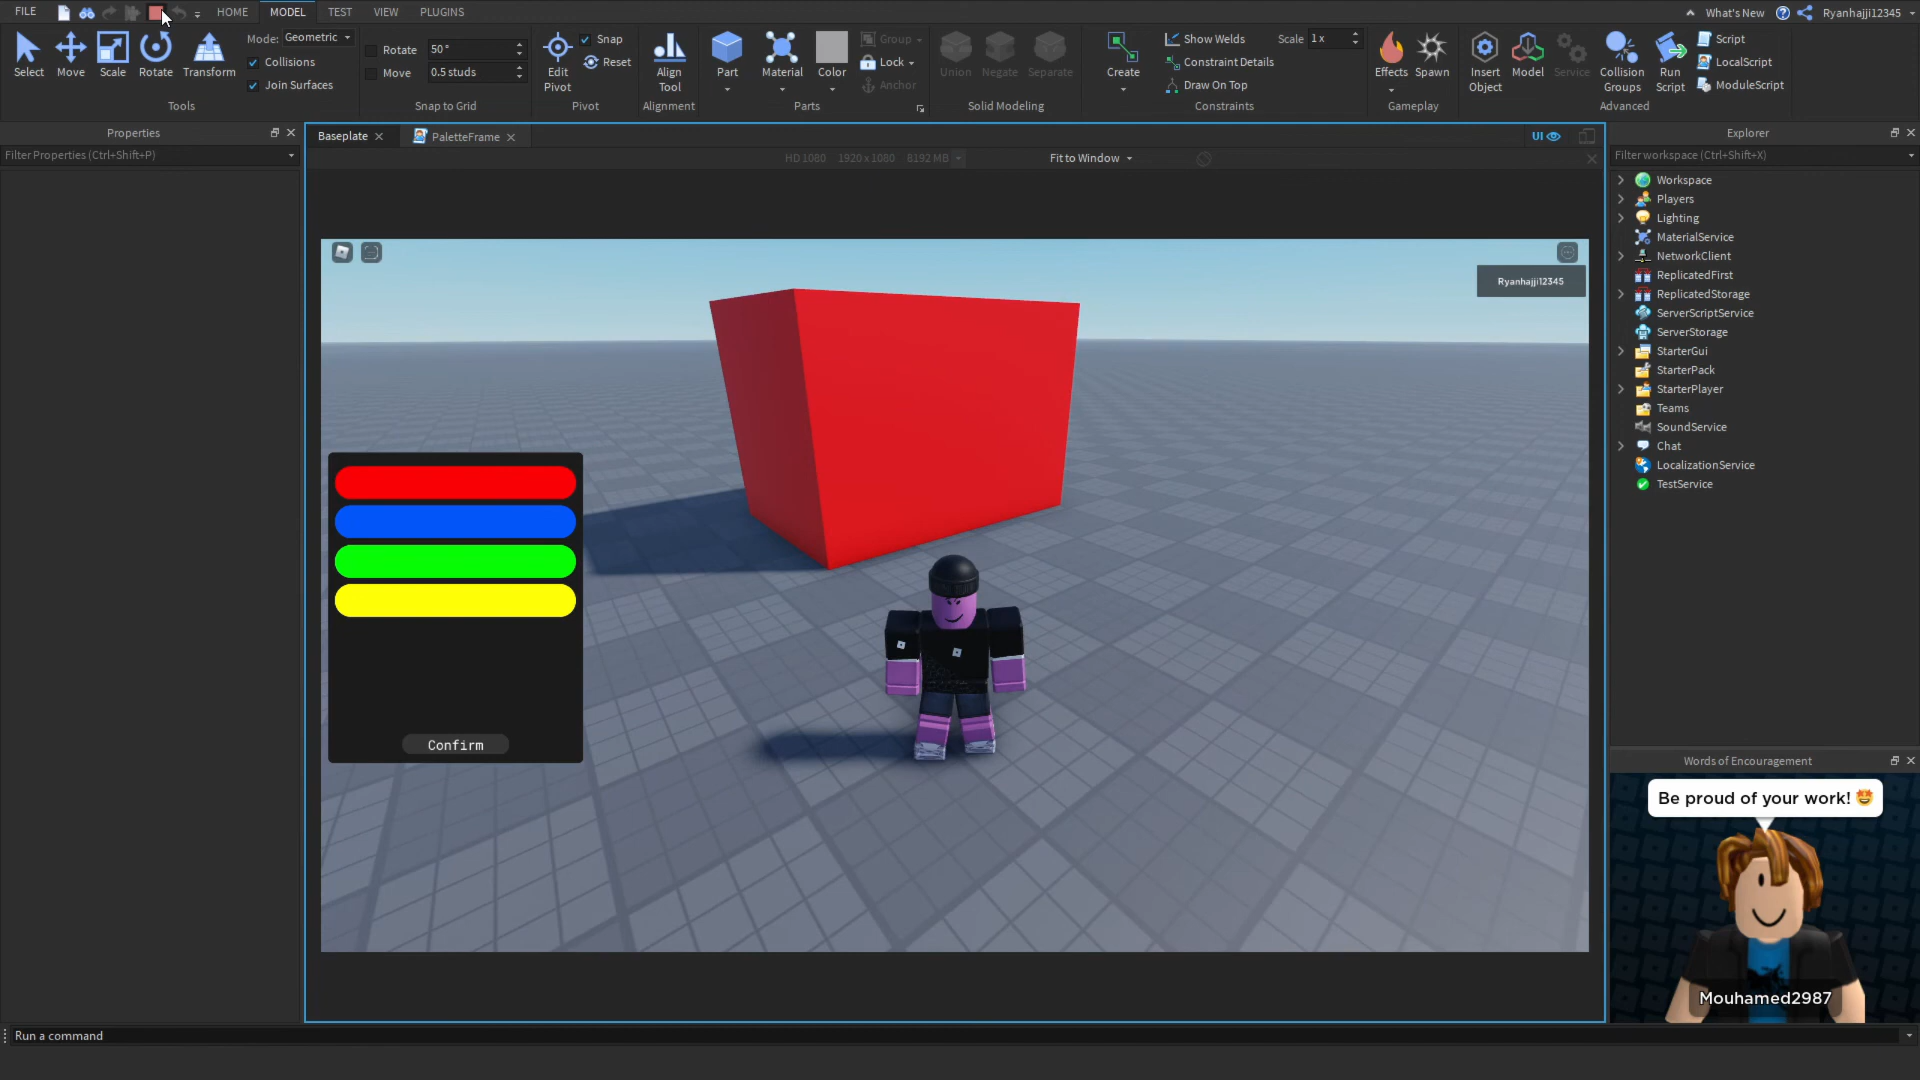 FILE
HOME
MODEL
TEST
VIEW
PLUGINS
What's New
Ryanhajji12345
Select
Move
Scale
Rotate
Transform
Mode: Geometric
Collisions
Join Surfaces
Tools
Rotate 50°
Move 0.5 studs
Snap to Grid
Edit
Pivot
Snap
Reset
Pivot
Align
Tool
Alignment
Part
Material
Color
Group
Lock
Anchor
Parts
Union
Negate
Separate
Solid Modeling
Create
Show Welds
Scale 1 x
Constraint Details
Draw On Top
Constraints
Effects
Spawn
Gameplay
Insert
Object
Model
Service
Collision
Groups
Run
Script
Script
LocalScript
ModuleScript
Advanced
Properties
Filter Properties (Ctrl+Shift+P)
Baseplate
PaletteFrame
UI
HD 1080 1920 x 1080 8192 MB
Fit to Window
Ryanhajji12345
Confirm
Explorer
Filter workspace (Ctrl+Shift+X)
Workspace
Players
Lighting
MaterialService
NetworkClient
ReplicatedFirst
ReplicatedStorage
ServerScriptService
ServerStorage
StarterGui
StarterPack
StarterPlayer
Teams
SoundService
Chat
LocalizationService
TestService
Words of Encouragement
Be proud of your work! 🤩
Mouhamed2987
Run a command